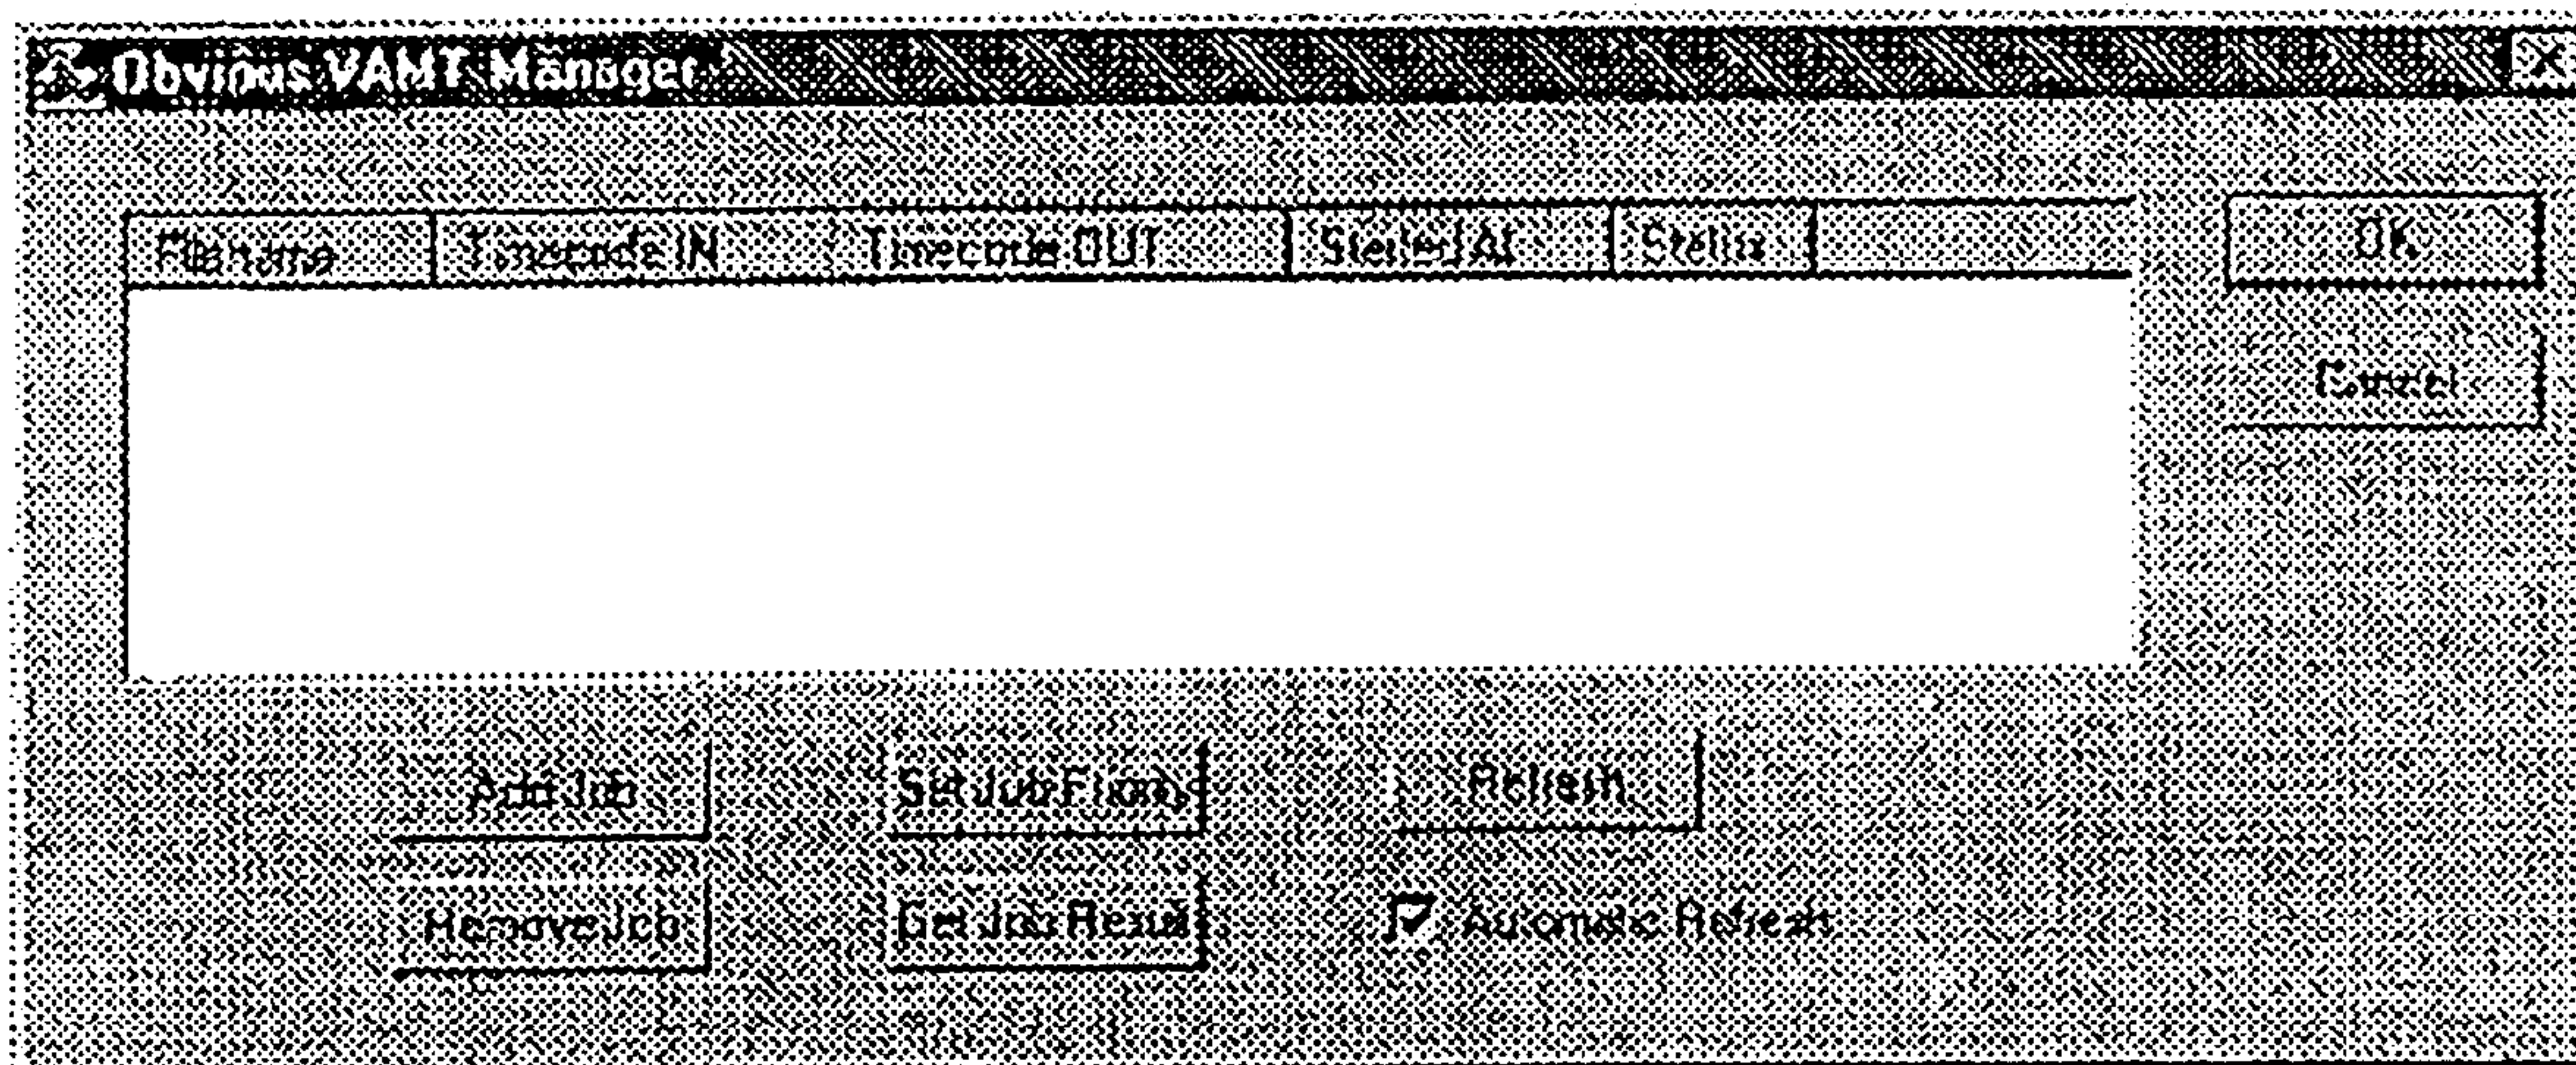 Obvious VAMT Manager
Filename Timecode IN Timecode OUT Started At Status
OK
Cancel
Add Job Set Job Priority Refresh
Remove Job Get Job Result Automatic Refresh